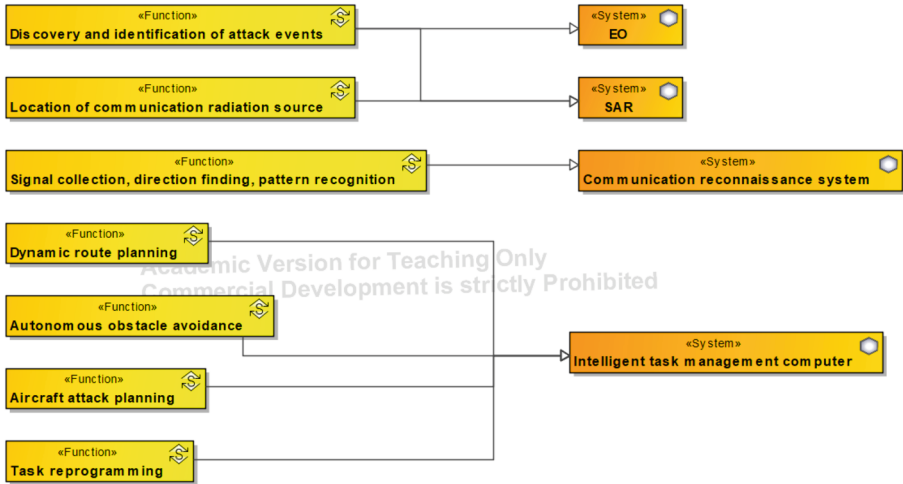 «Function»
Discovery and identification of attack events
«System»
EO
«Function»
Location of communication radiation source
«System»
SAR
«Function»
Signal collection, direction finding, pattern recognition
«System»
Communication reconnaissance system
«Function»
Dynamic route planning
Academic Version for Teaching Only
Commercial Development is strictly Prohibited
«Function»
Autonomous obstacle avoidance
«System»
Intelligent task management computer
«Function»
Aircraft attack planning
«Function»
Task reprogramming